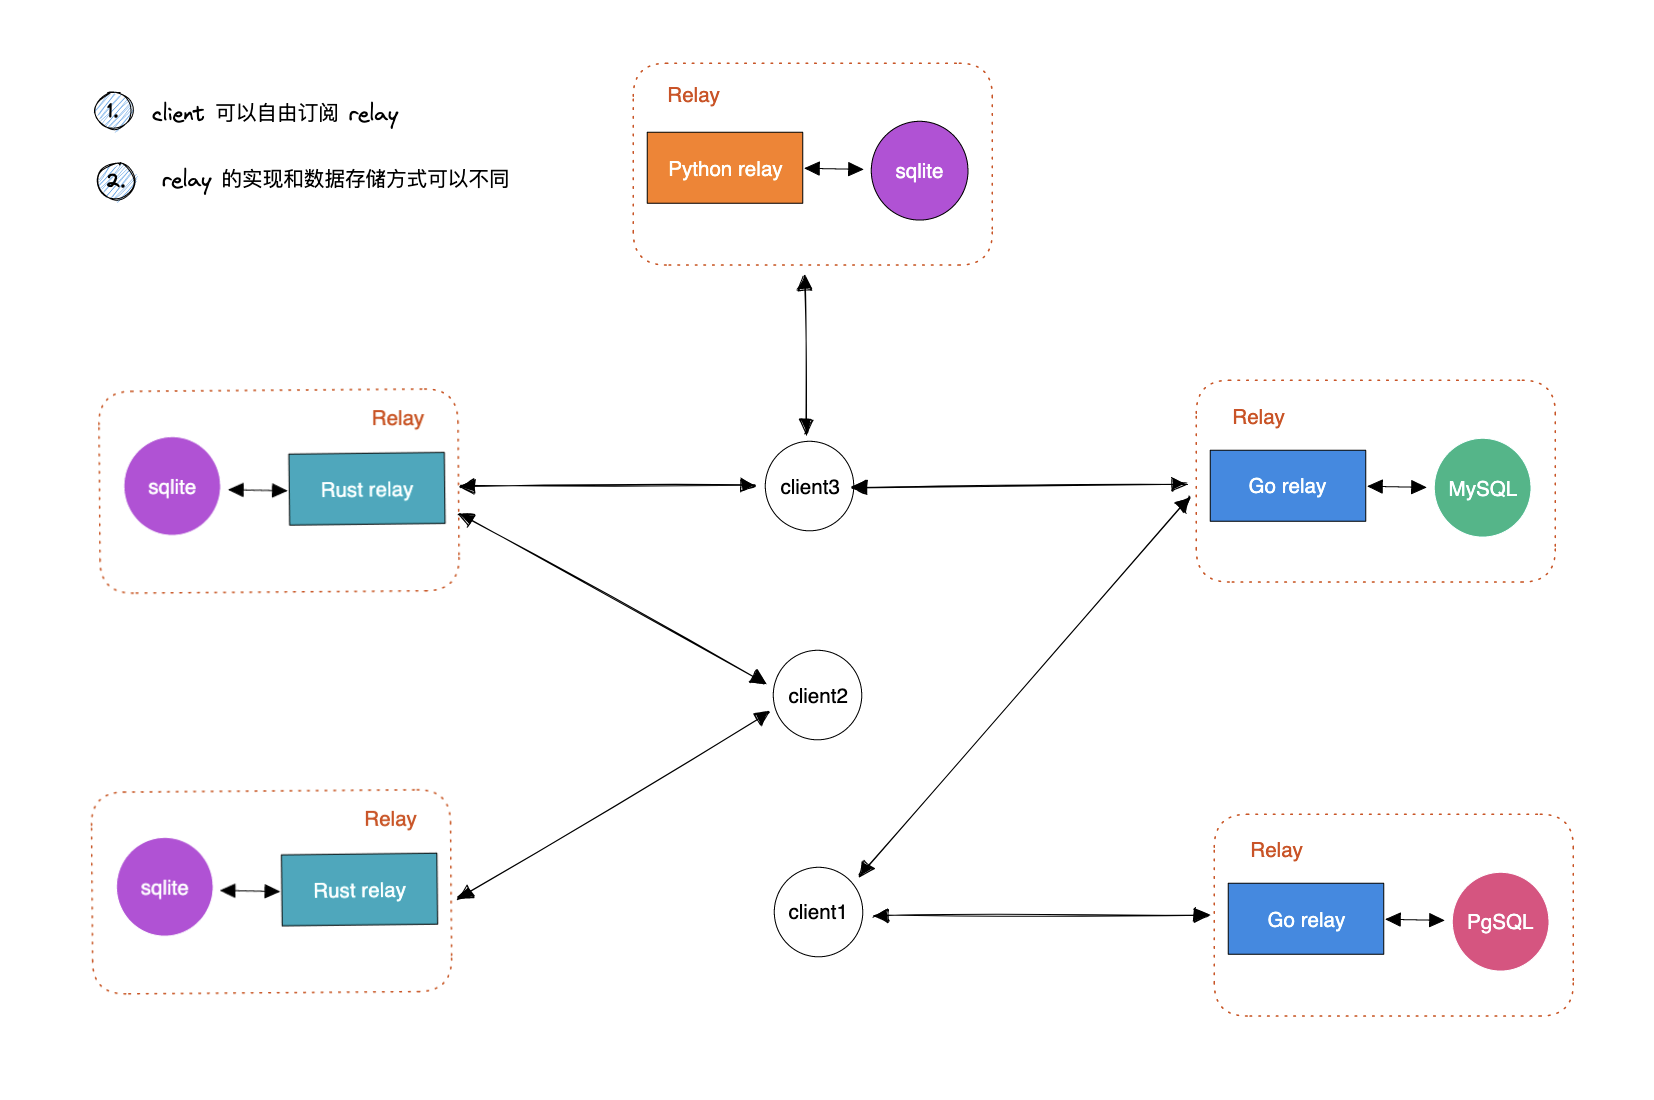 1. client 可以自由订阅 relay
2. relay 的实现和数据存储方式可以不同
Relay
Python relay
sqlite
Relay
sqlite
Rust relay
client3
Relay
Go relay
MySQL
client2
Relay
sqlite
Rust relay
client1
Relay
Go relay
PgSQL